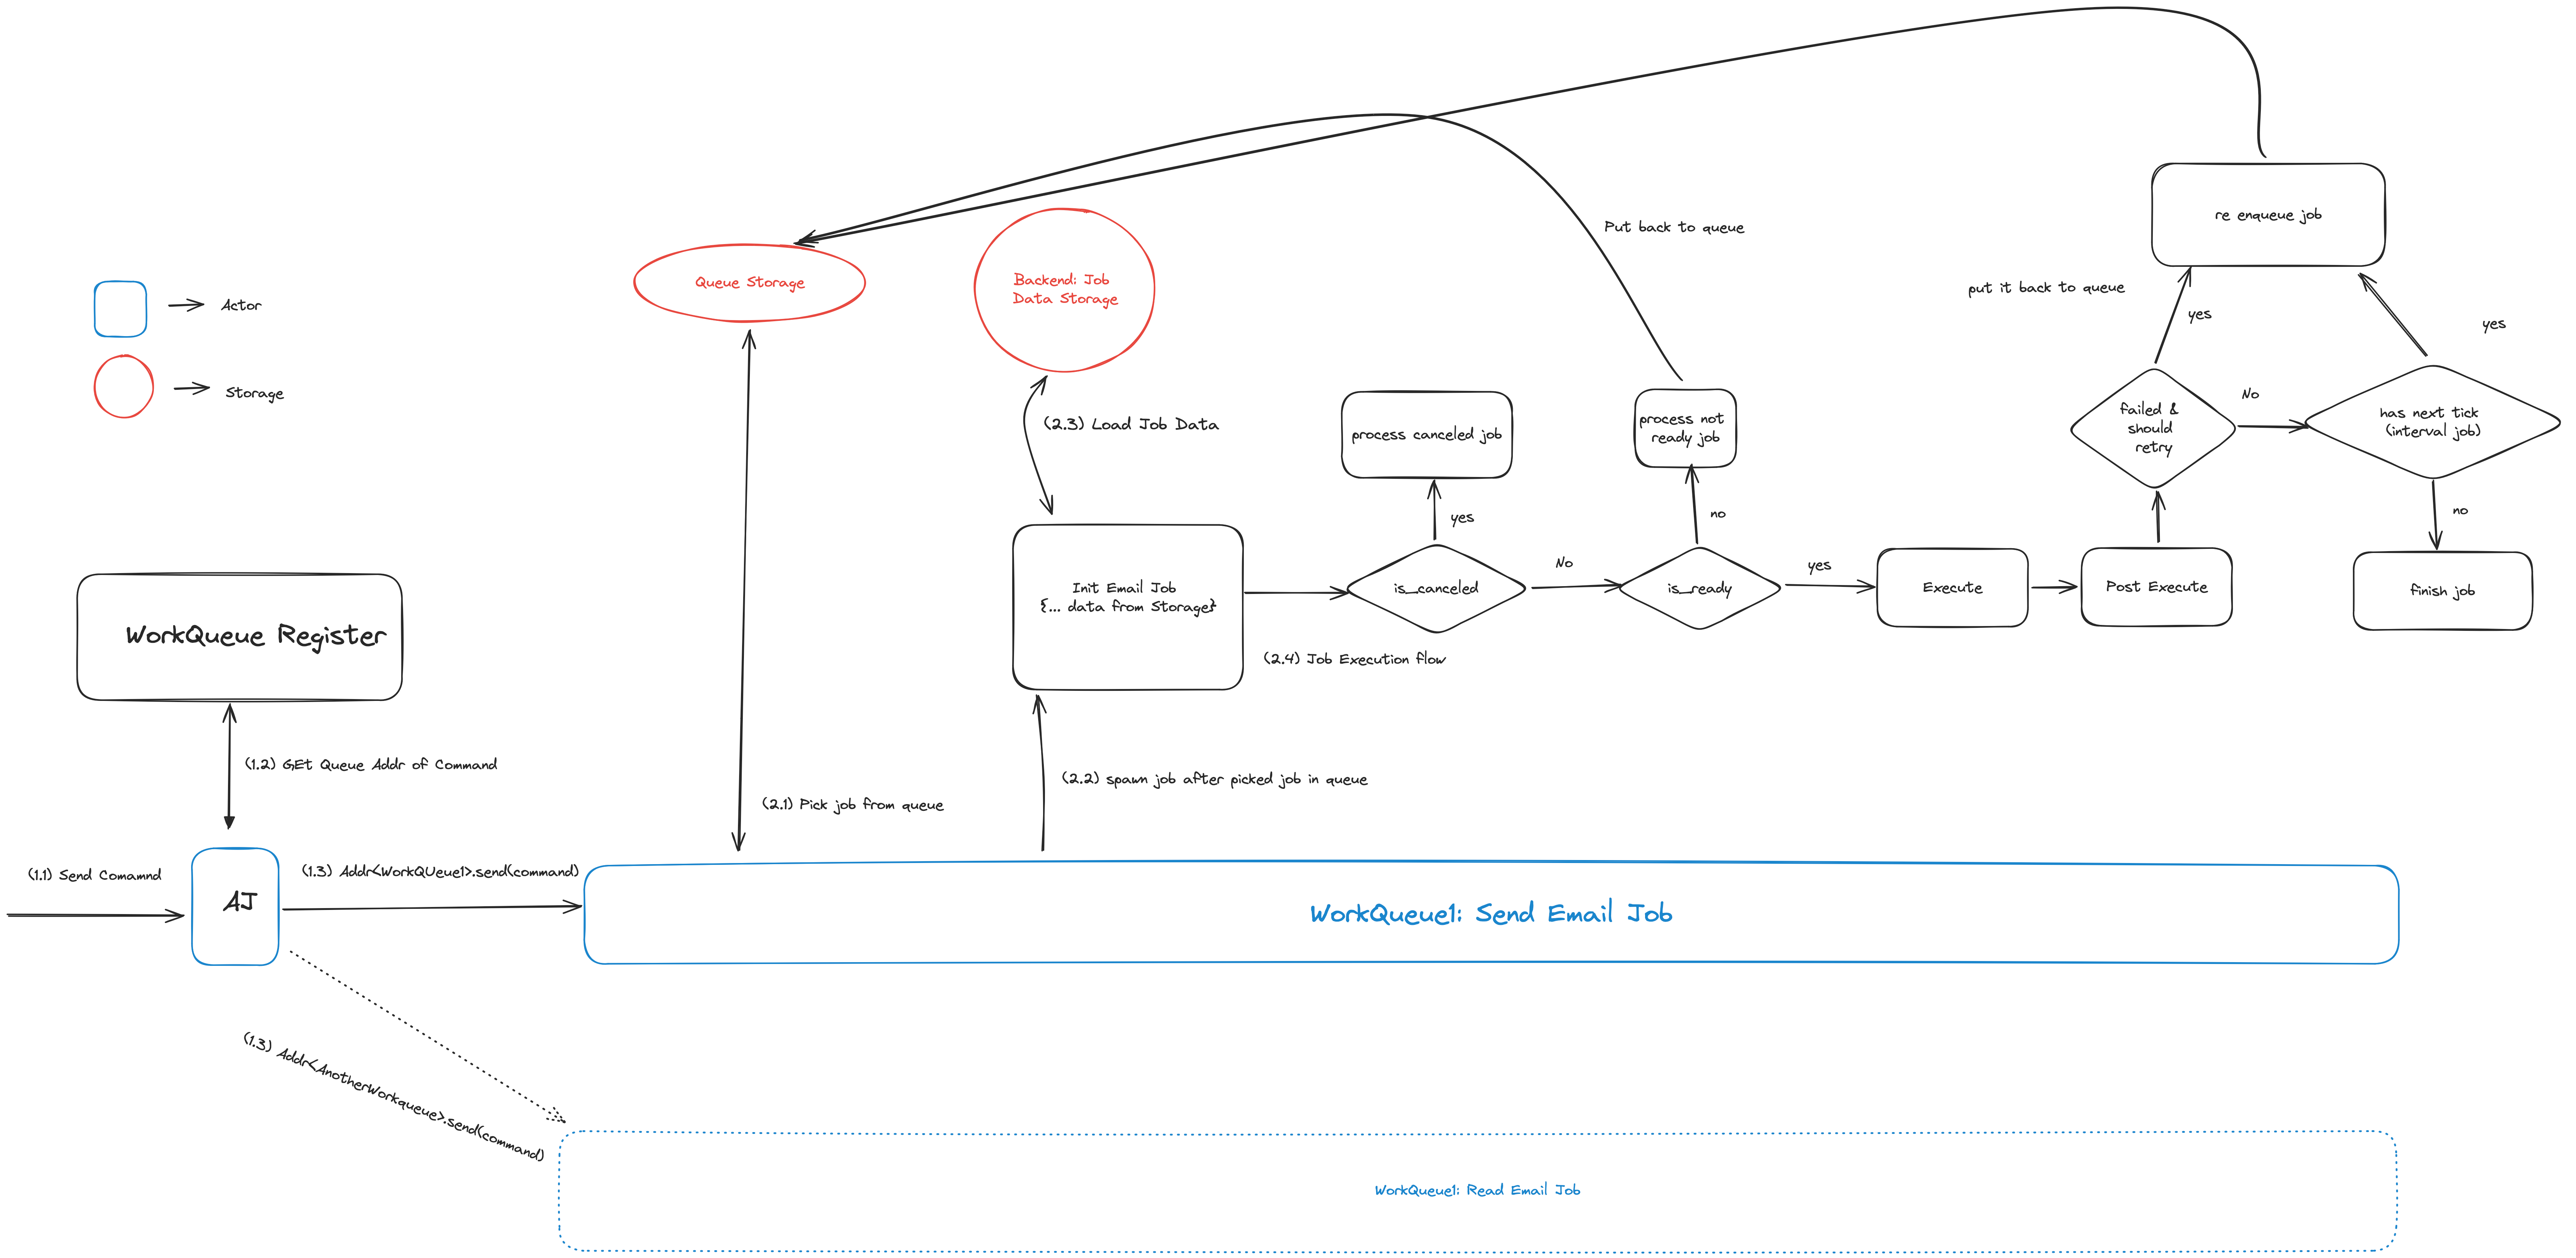 Put back to queue
re enqueue job
Queue Storage
Backend: Job
Data Storage
put it back to queue
yes
yes
Actor
Storage
(2.3) Load Job Data
process canceled job
process not
ready job
failed &
should
retry
No
has next tick
(interval job)
yes
no
no
WorkQueue Register
Init Email Job
{... data from Storage}
is_canceled
No
is_ready
yes
Execute
Post Execute
finish job
(2.4) Job Execution flow
(1.2) GEt Queue Addr of Command
(2.1) Pick job from queue
(2.2) spawn job after picked job in queue
(1.1) Send Comamnd
AJ
(1.3) Addr<WorkQUeue1>.send(command)
WorkQueue1: Send Email Job
(1.3) Addr<AnotherWorkqueue>.send(command)
WorkQueue1: Read Email Job